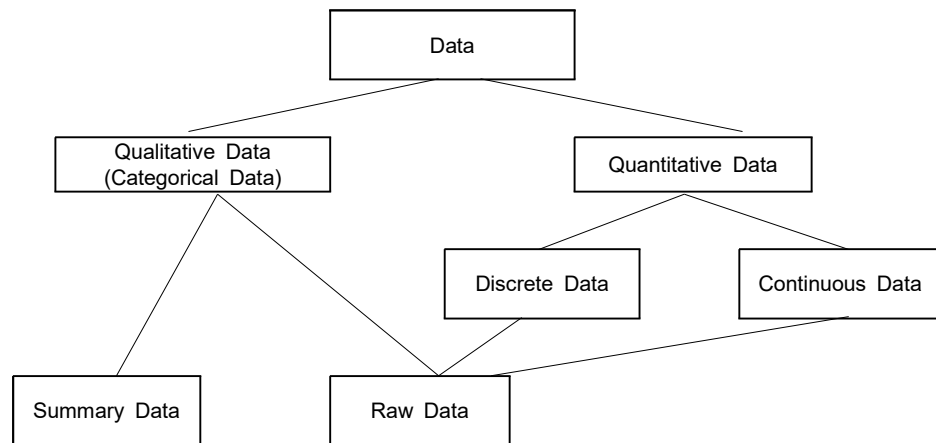 Data
Qualitative Data
(Categorical Data)
Quantitative Data
Discrete Data
Continuous Data
Summary Data
Raw Data